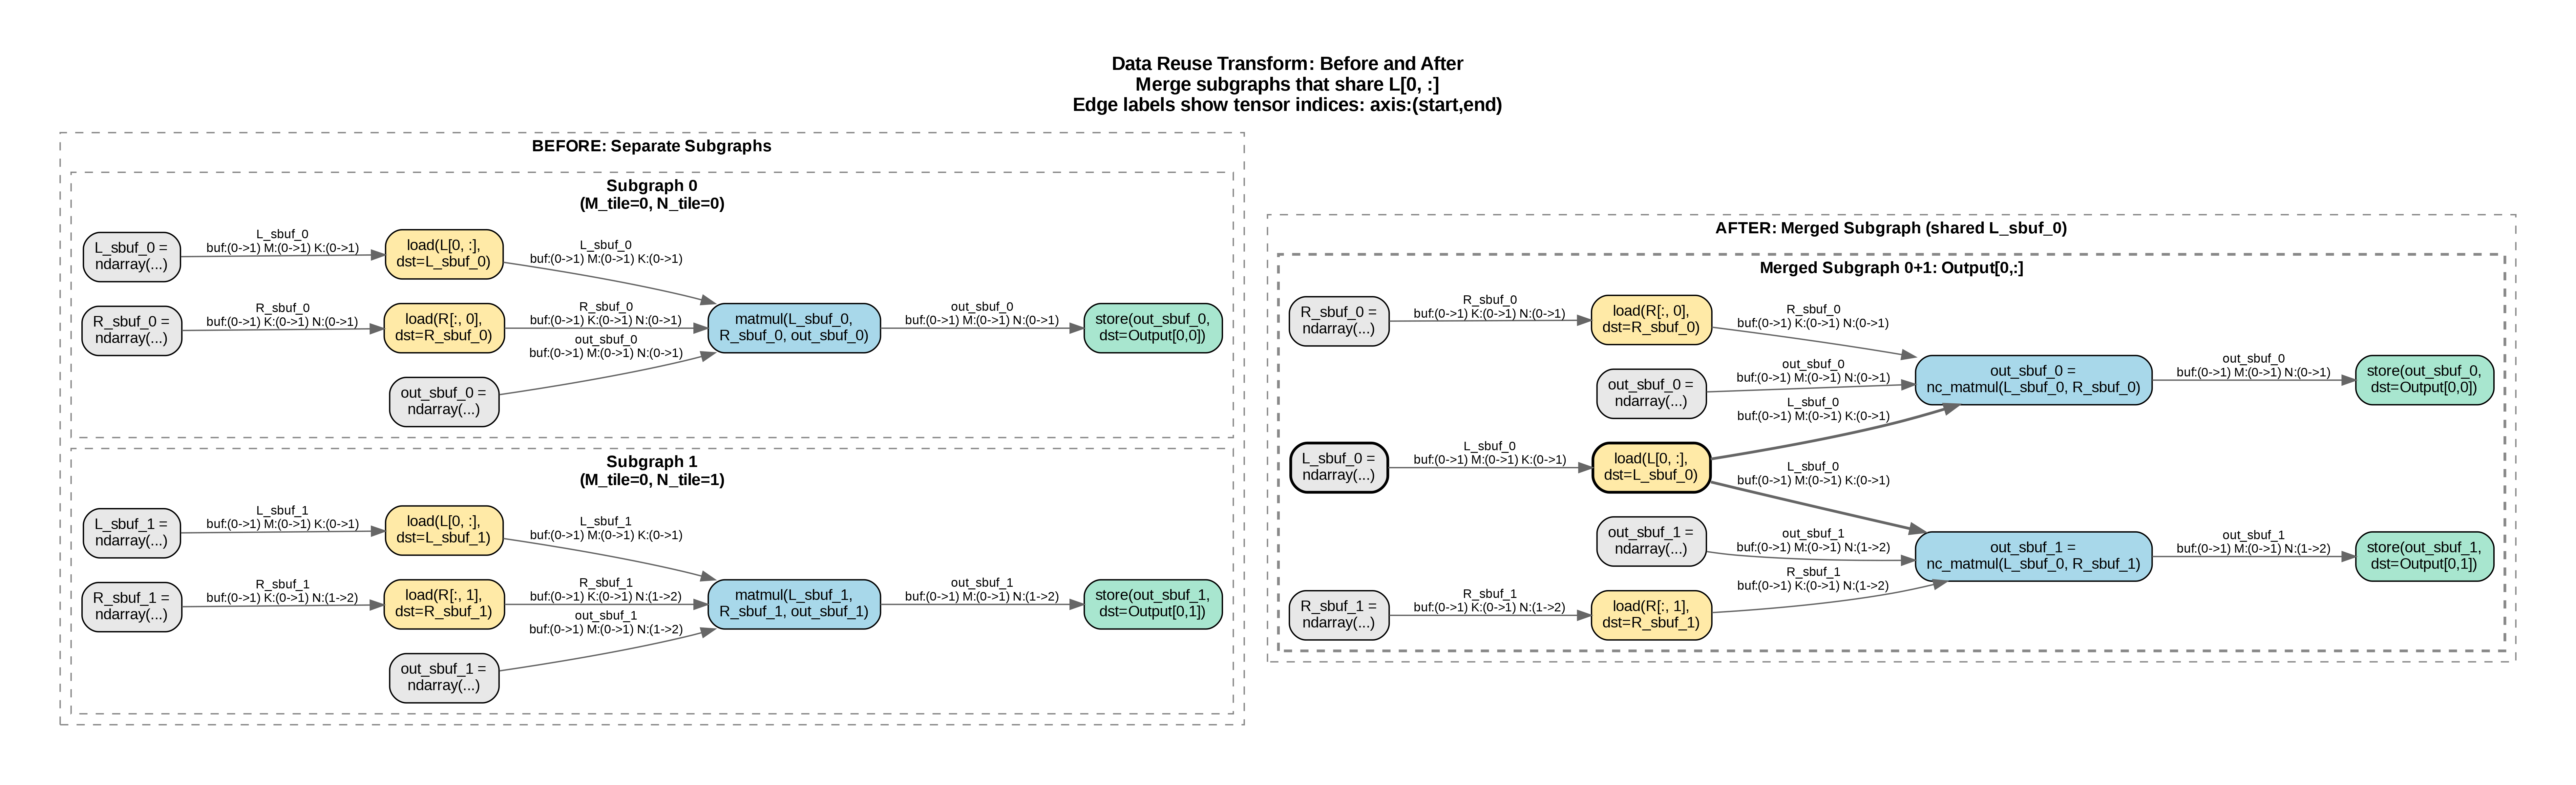 Data Reuse Transform: Before and After
Merge subgraphs that share L[0, :]
Edge labels show tensor indices: axis:(start,end)
BEFORE: Separate Subgraphs
Subgraph 0
(M_tile=0, N_tile=0)
L_sbuf_0 =
ndarray(...)
L_sbuf_0
buf:(0->1) M:(0->1) K:(0->1)
load(L[0, :],
dst=L_sbuf_0)
L_sbuf_0
buf:(0->1) M:(0->1) K:(0->1)
R_sbuf_0 =
ndarray(...)
R_sbuf_0
buf:(0->1) K:(0->1) N:(0->1)
load(R[:, 0],
dst=R_sbuf_0)
R_sbuf_0
buf:(0->1) K:(0->1) N:(0->1)
out_sbuf_0
buf:(0->1) M:(0->1) N:(0->1)
out_sbuf_0 =
ndarray(...)
matmul(L_sbuf_0,
R_sbuf_0, out_sbuf_0)
out_sbuf_0
buf:(0->1) M:(0->1) N:(0->1)
store(out_sbuf_0,
dst=Output[0,0])
Subgraph 1
(M_tile=0, N_tile=1)
L_sbuf_1 =
ndarray(...)
L_sbuf_1
buf:(0->1) M:(0->1) K:(0->1)
load(L[0, :],
dst=L_sbuf_1)
L_sbuf_1
buf:(0->1) M:(0->1) K:(0->1)
R_sbuf_1 =
ndarray(...)
R_sbuf_1
buf:(0->1) K:(0->1) N:(1->2)
load(R[:, 1],
dst=R_sbuf_1)
R_sbuf_1
buf:(0->1) K:(0->1) N:(1->2)
out_sbuf_1
buf:(0->1) M:(0->1) N:(1->2)
out_sbuf_1 =
ndarray(...)
matmul(L_sbuf_1,
R_sbuf_1, out_sbuf_1)
out_sbuf_1
buf:(0->1) M:(0->1) N:(1->2)
store(out_sbuf_1,
dst=Output[0,1])
AFTER: Merged Subgraph (shared L_sbuf_0)
Merged Subgraph 0+1: Output[0,:]
R_sbuf_0 =
ndarray(...)
R_sbuf_0
buf:(0->1) K:(0->1) N:(0->1)
load(R[:, 0],
dst=R_sbuf_0)
R_sbuf_0
buf:(0->1) K:(0->1) N:(0->1)
out_sbuf_0 =
ndarray(...)
out_sbuf_0
buf:(0->1) M:(0->1) N:(0->1)
out_sbuf_0 =
nc_matmul(L_sbuf_0, R_sbuf_0)
out_sbuf_0
buf:(0->1) M:(0->1) N:(0->1)
store(out_sbuf_0,
dst=Output[0,0])
L_sbuf_0
buf:(0->1) M:(0->1) K:(0->1)
L_sbuf_0 =
ndarray(...)
L_sbuf_0
buf:(0->1) M:(0->1) K:(0->1)
load(L[0, :],
dst=L_sbuf_0)
L_sbuf_0
buf:(0->1) M:(0->1) K:(0->1)
out_sbuf_1 =
ndarray(...)
out_sbuf_1
buf:(0->1) M:(0->1) N:(1->2)
out_sbuf_1 =
nc_matmul(L_sbuf_0, R_sbuf_1)
out_sbuf_1
buf:(0->1) M:(0->1) N:(1->2)
store(out_sbuf_1,
dst=Output[0,1])
R_sbuf_1 =
ndarray(...)
R_sbuf_1
buf:(0->1) K:(0->1) N:(1->2)
load(R[:, 1],
dst=R_sbuf_1)
R_sbuf_1
buf:(0->1) K:(0->1) N:(1->2)